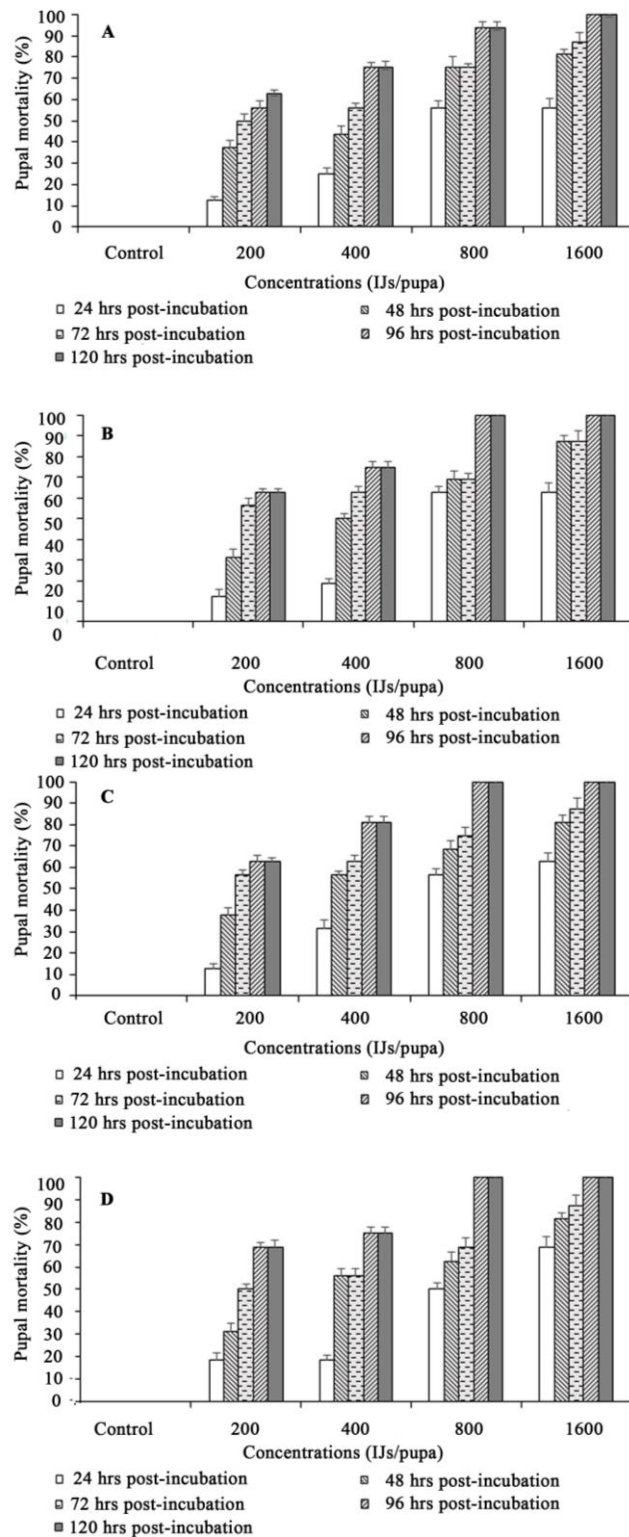 A
Pupal mortality (%)
100
90
80
70
60
50
40
30
20
10
0
Control 200 400 800 1600
Concentrations (IJs/pupa)
24 hrs post-incubation 48 hrs post-incubation
72 hrs post-incubation 96 hrs post-incubation
120 hrs post-incubation
B
Pupal mortality (%)
100
90
80
70
60
50
40
30
20
10
0
Control 200 400 800 1600
Concentrations (IJs/pupa)
24 hrs post-incubation 48 hrs post-incubation
72 hrs post-incubation 96 hrs post-incubation
120 hrs post-incubation
C
Pupal mortality (%)
100
90
80
70
60
50
40
30
20
10
0
Control 200 400 800 1600
Concentrations (IJs/pupa)
24 hrs post-incubation 48 hrs post-incubation
72 hrs post-incubation 96 hrs post-incubation
120 hrs post-incubation
D
Pupal mortality (%)
100
90
80
70
60
50
40
30
20
10
0
Control 200 400 800 1600
Concentrations (IJs/pupa)
24 hrs post-incubation 48 hrs post-incubation
72 hrs post-incubation 96 hrs post-incubation
120 hrs post-incubation